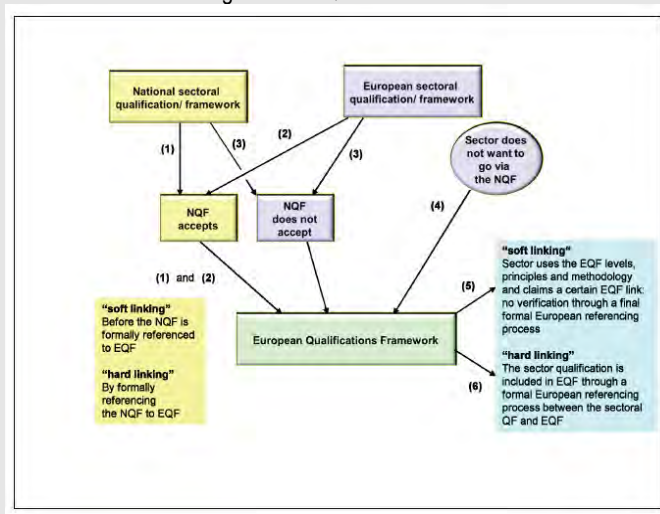 National sectoral
qualification/ framework
European sectoral
qualification/ framework
(1)
(3)
(2)
(3)
Sector does
not want to
go via
the NQF
NQF
accepts
NQF
does not
accept
(4)
(1) and (2)
"soft linking"
Before the NQF is
formally referenced
to EQF
"hard linking"
By formally
referencing
the NQF to EQF
European Qualifications Framework
(5)
(6)
"soft linking"
Sector uses the EQF levels,
principles and methodology
and claims a certain EQF link:
no verification through a final
formal European referencing
process
"hard linking"
The sector qualification is
included in EQF through a
formal European referencing
process between the sectoral
QF and EQF